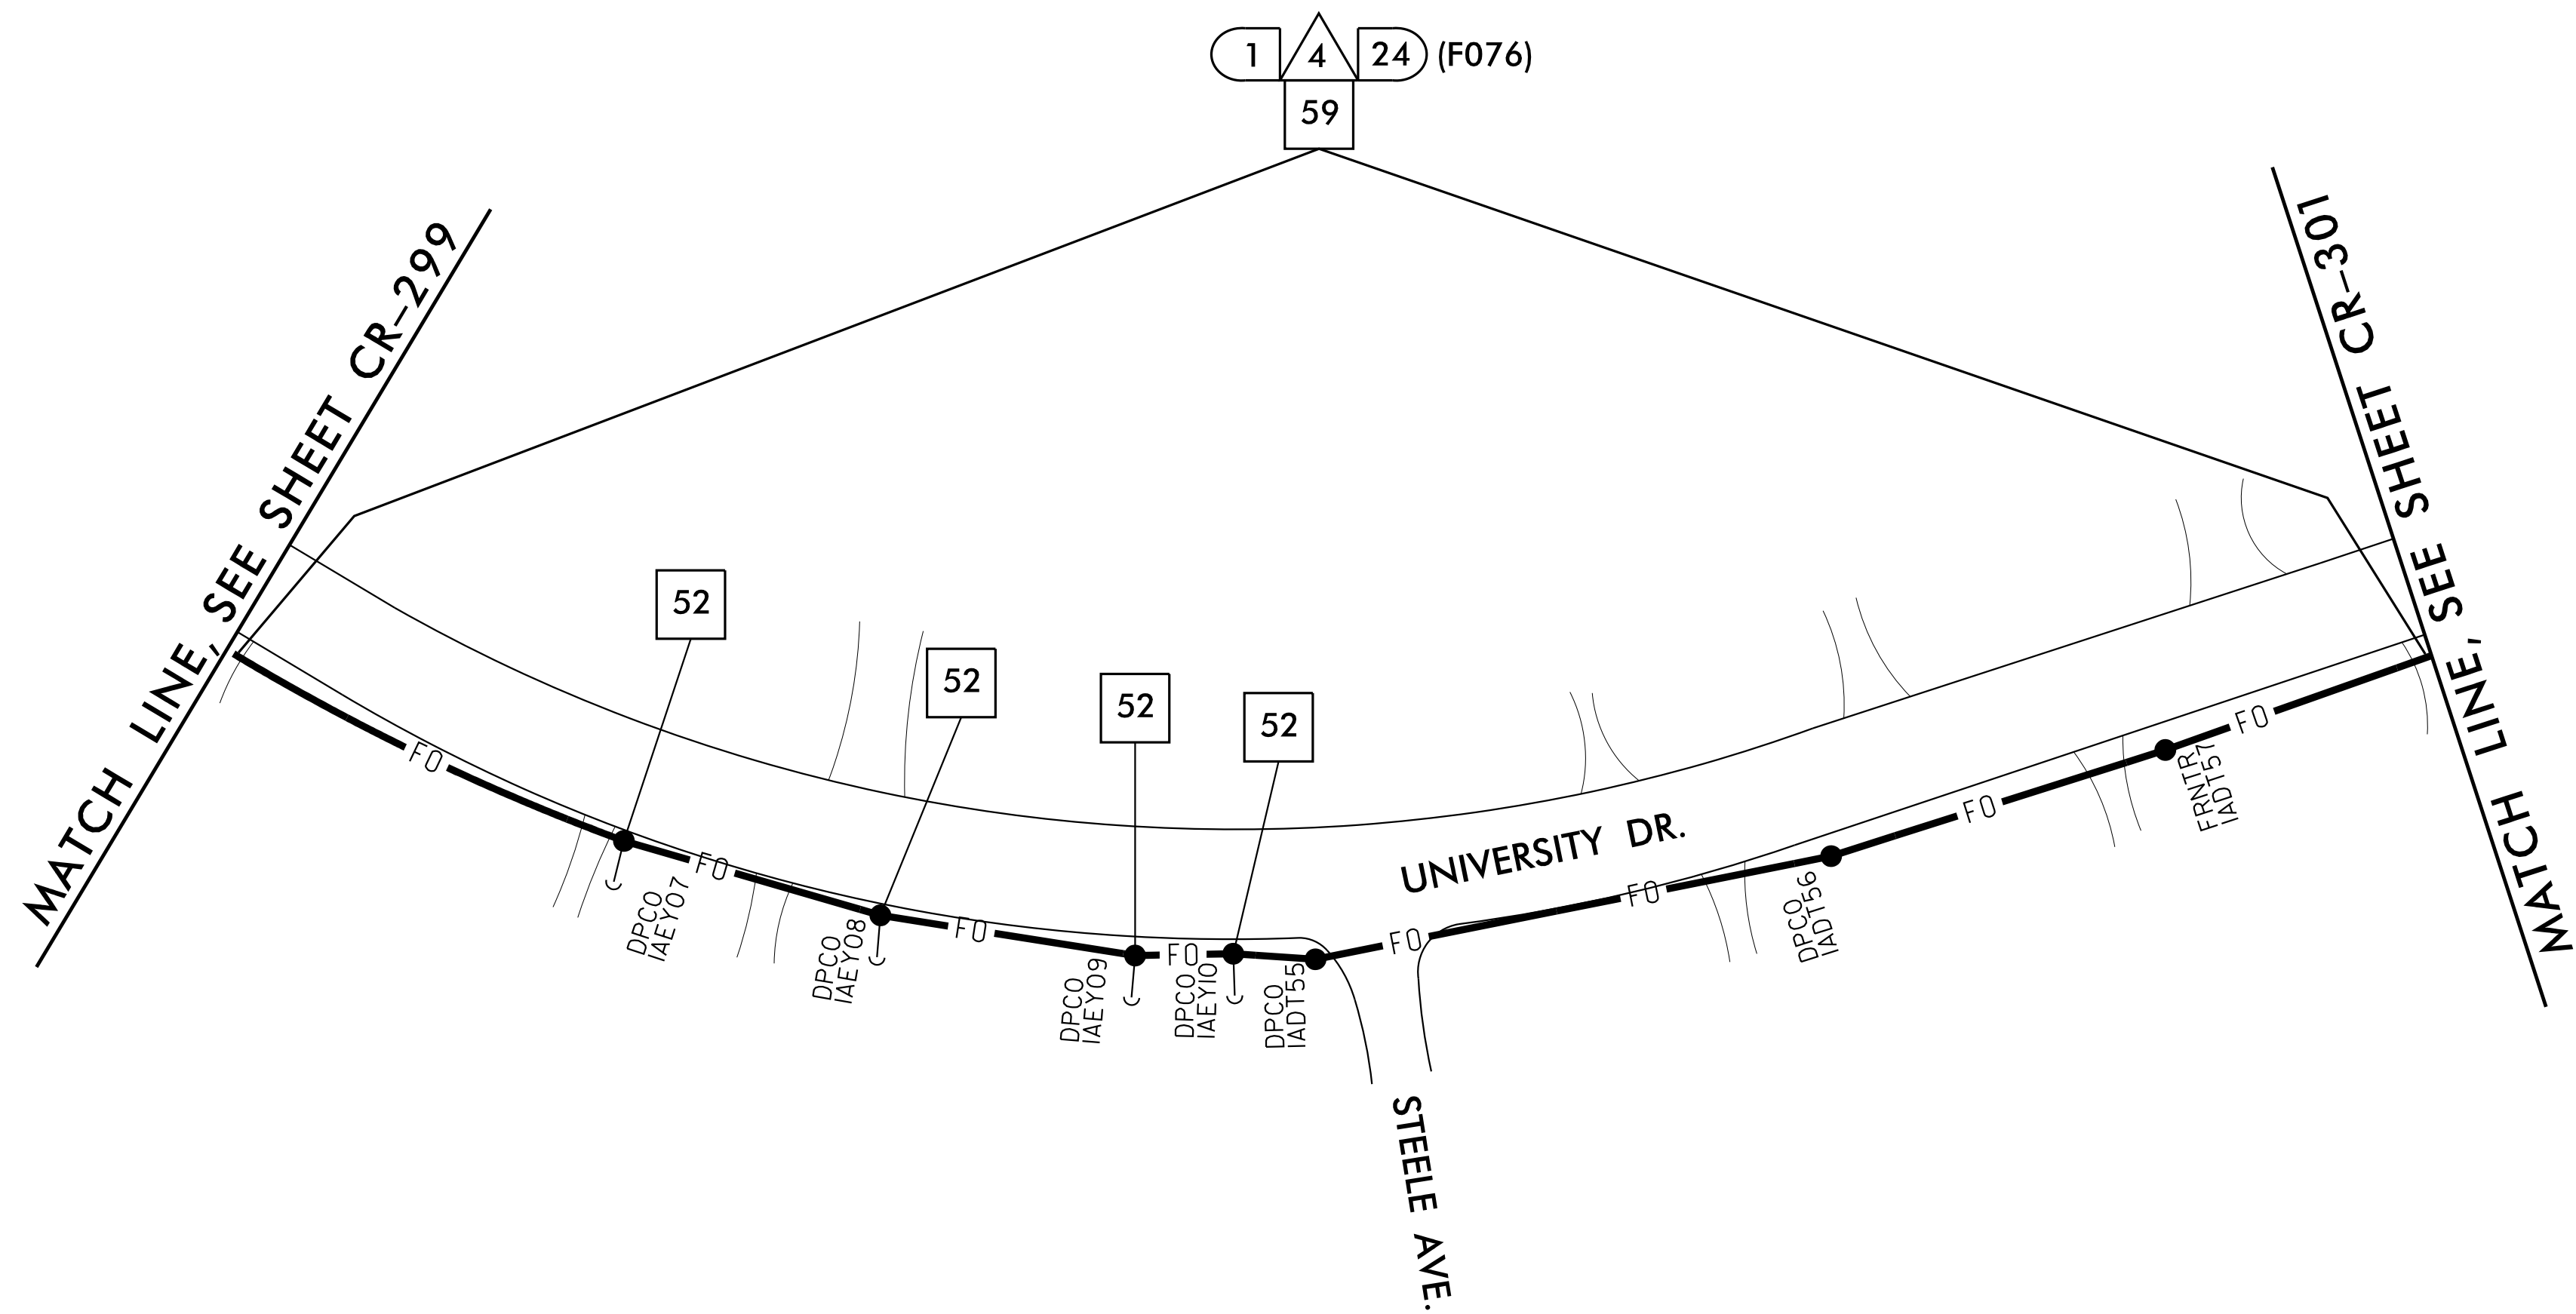 1 4 24 (F076)
59
MATCH LINE, SEE SHEET CR-299
MATCH LINE, SEE SHEET CR-301
52
52
52
52
FO
FO
FO
FO
FO
FO
FO
FO
UNIVERSITY DR.
DPCO
IAEY07
DPCO
IAEY08
DPCO
IAEY09
DPCO
IAEY10
DPCO
IADT55
DPCO
IADT56
FRNTR
IADT57
STEELE AVE.